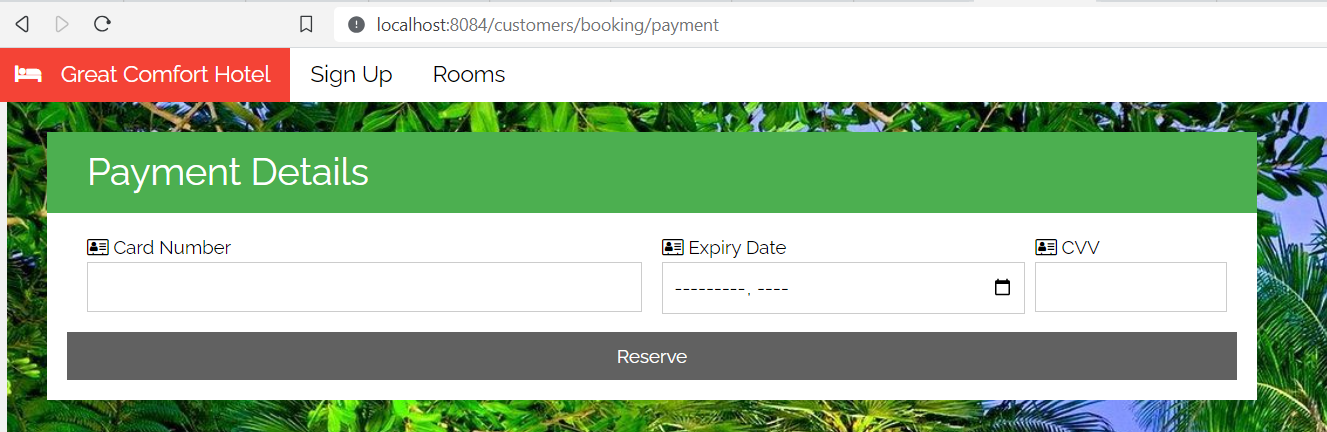 localhost:8084/customers/booking/payment
Great Comfort Hotel Sign Up Rooms
Payment Details
Card Number Expiry Date CVV
---------, ----
Reserve